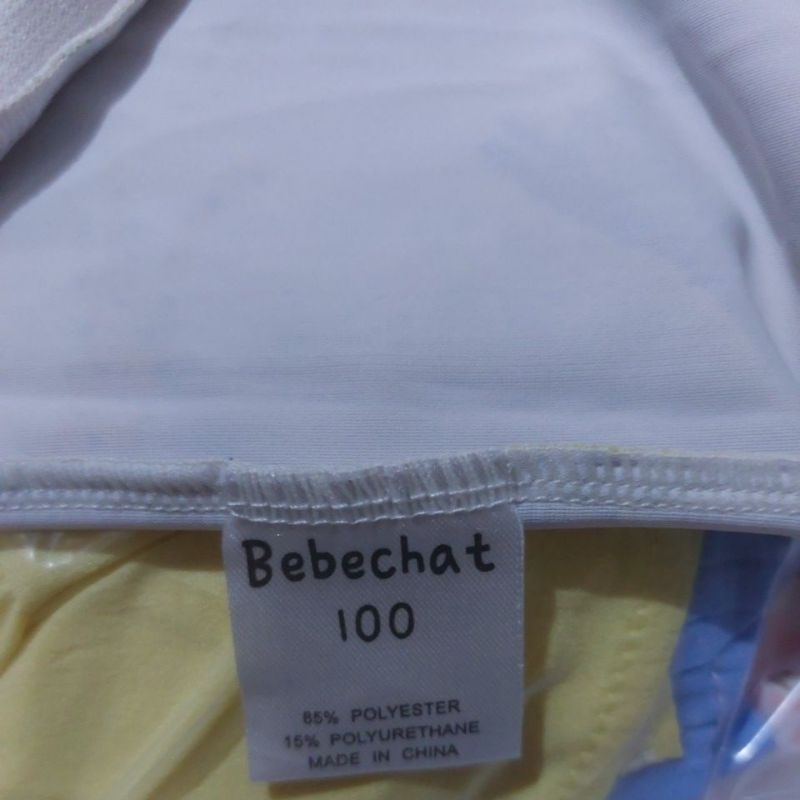 Bebechat
100
85% POLYESTER
15% POLYURETHANE
MADE IN CHINA